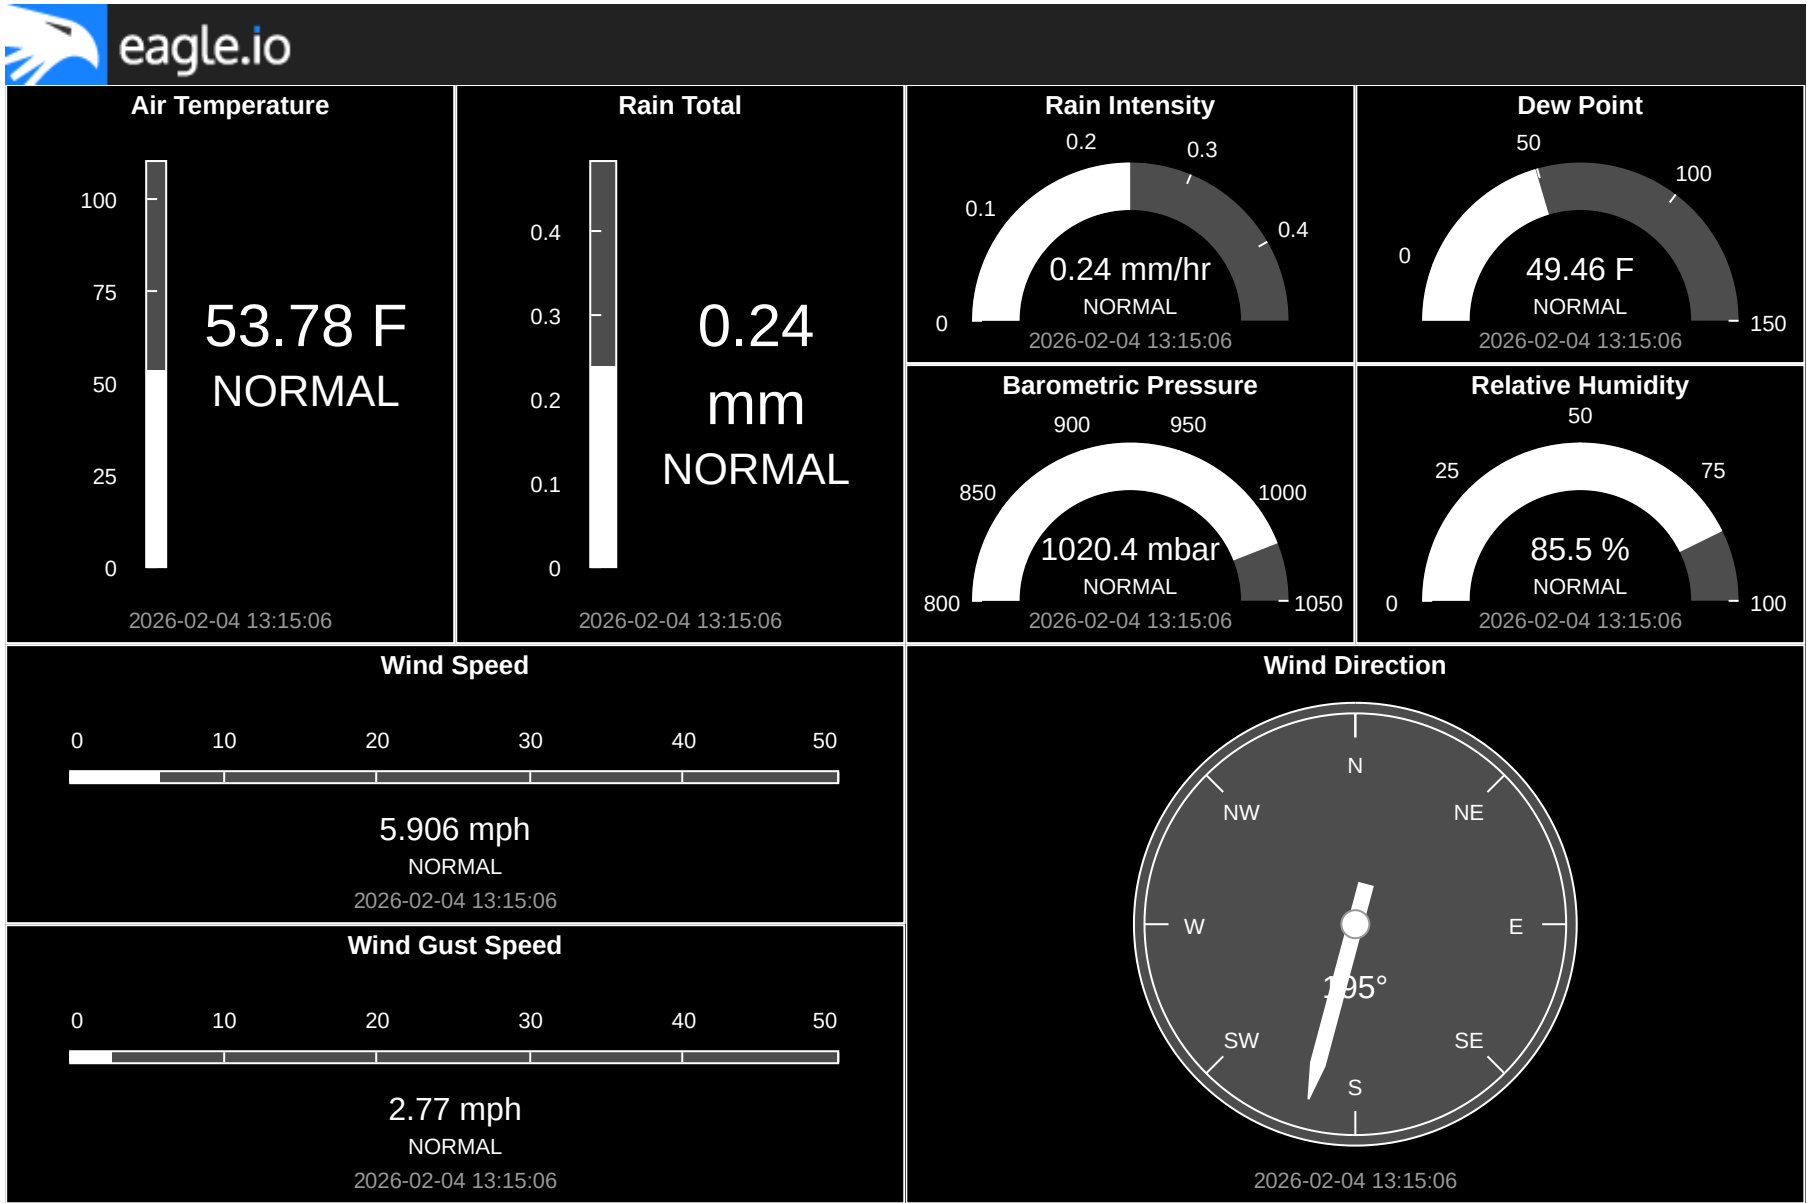 eagle.io
Air Temperature
100
75
50
25
0
53.78 F
NORMAL
2026-02-04 13:15:06
Rain Total
0.4
0.3
0.2
0.1
0
0.24
mm
NORMAL
2026-02-04 13:15:06
Rain Intensity
0
0.1
0.2
0.3
0.4
0.24 mm/hr
NORMAL
2026-02-04 13:15:06
Dew Point
0
50
100
150
49.46 F
NORMAL
2026-02-04 13:15:06
Barometric Pressure
800
850
900
950
1000
1050
1020.4 mbar
NORMAL
2026-02-04 13:15:06
Relative Humidity
0
25
50
75
100
85.5 %
NORMAL
2026-02-04 13:15:06
Wind Speed
0 10 20 30 40 50
5.906 mph
NORMAL
2026-02-04 13:15:06
Wind Gust Speed
0 10 20 30 40 50
2.77 mph
NORMAL
2026-02-04 13:15:06
Wind Direction
N
NW NE
W E
195°
SW SE
S
2026-02-04 13:15:06